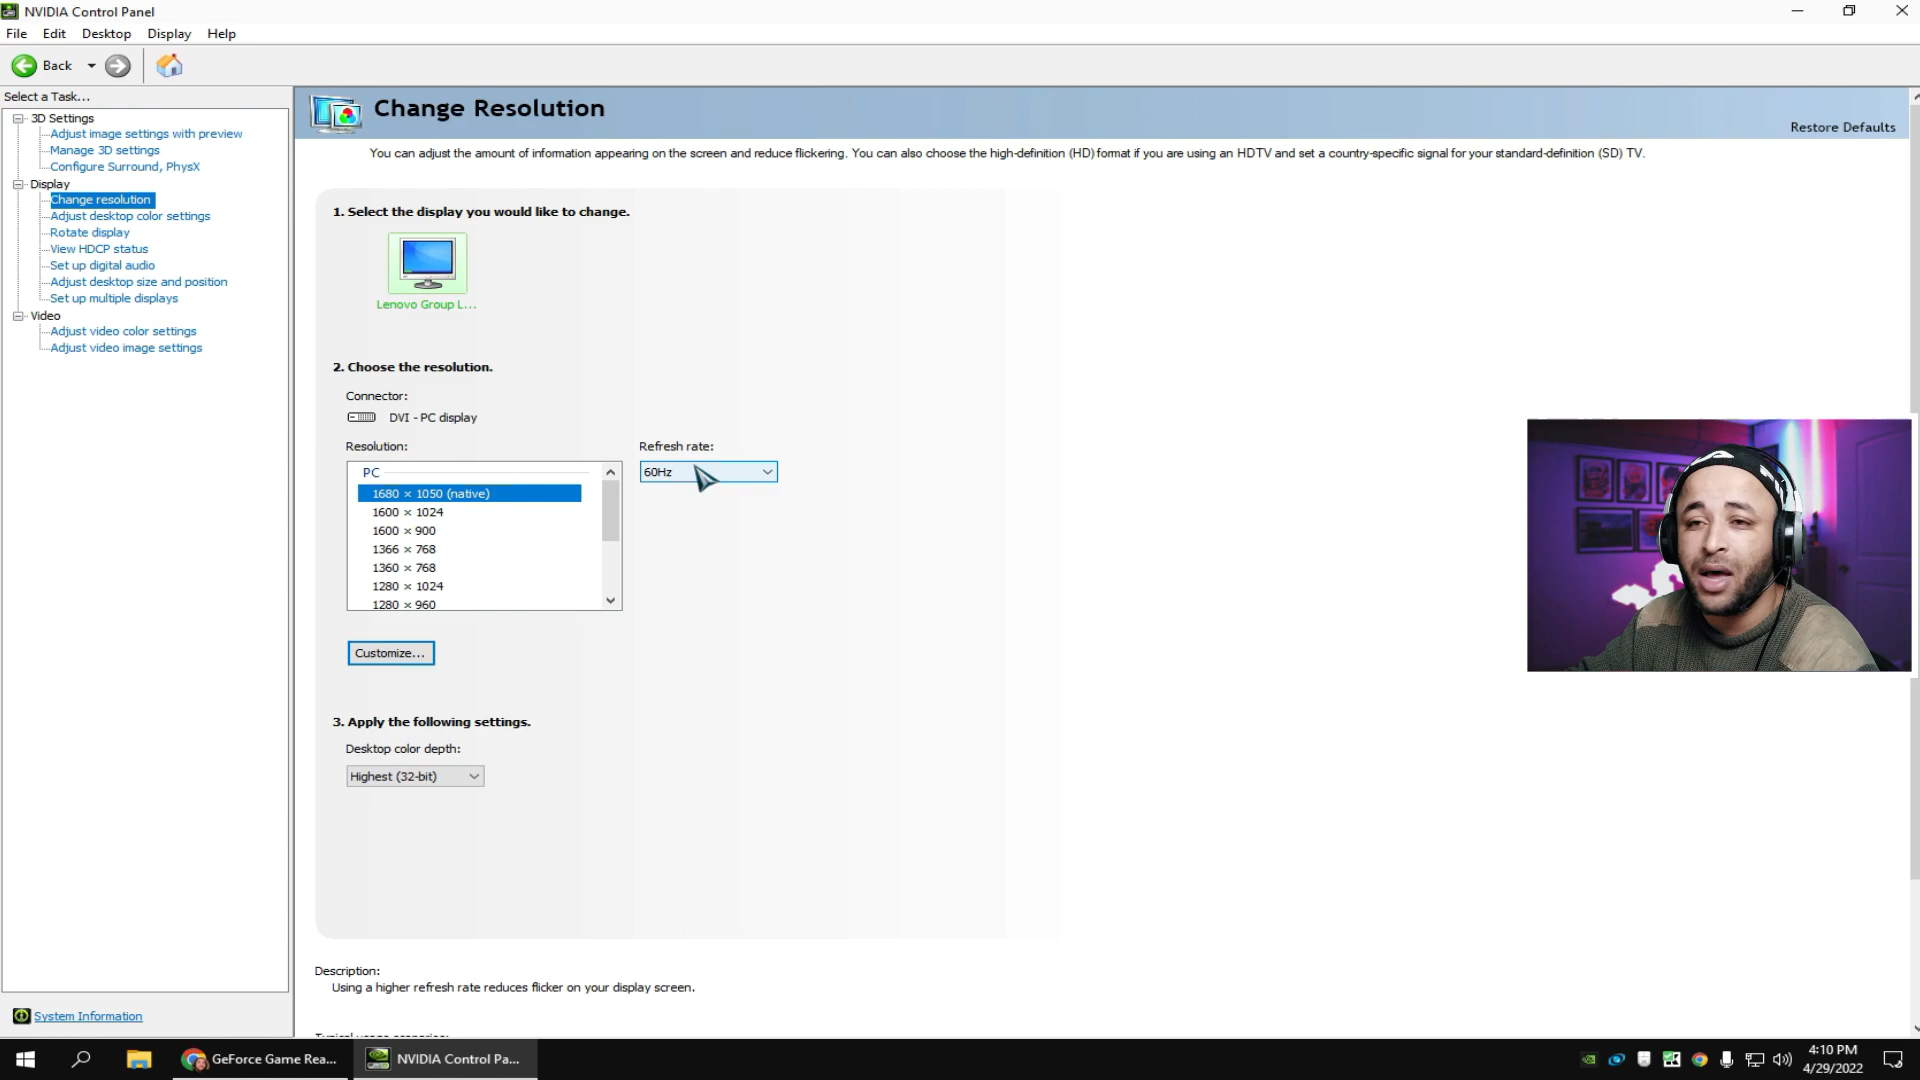 NVIDIA Control Panel
File Edit Desktop Display Help
Back
Select a Task...
3D Settings
Adjust image settings with preview
Manage 3D settings
Configure Surround, PhysX
Display
Change resolution
Adjust desktop color settings
Rotate display
View HDCP status
Set up digital audio
Adjust desktop size and position
Set up multiple displays
Video
Adjust video color settings
Adjust video image settings
System Information
Change Resolution
Restore Defaults
You can adjust the amount of information appearing on the screen and reduce flickering. You can also choose the high-definition (HD) format if you are using an HDTV and set a country-specific signal for your standard-definition (SD) TV.
1. Select the display you would like to change.
Lenovo Group L...
2. Choose the resolution.
Connector:
DVI - PC display
Resolution:
Refresh rate:
PC
60Hz
1680 × 1050 (native)
1600 × 1024
1600 × 900
1366 × 768
1360 × 768
1280 × 1024
1280 × 960
Customize...
3. Apply the following settings.
Desktop color depth:
Highest (32-bit)
Description:
Using a higher refresh rate reduces flicker on your display screen.
GeForce Game Rea...
NVIDIA Control Pa...
4:10 PM
4/29/2022